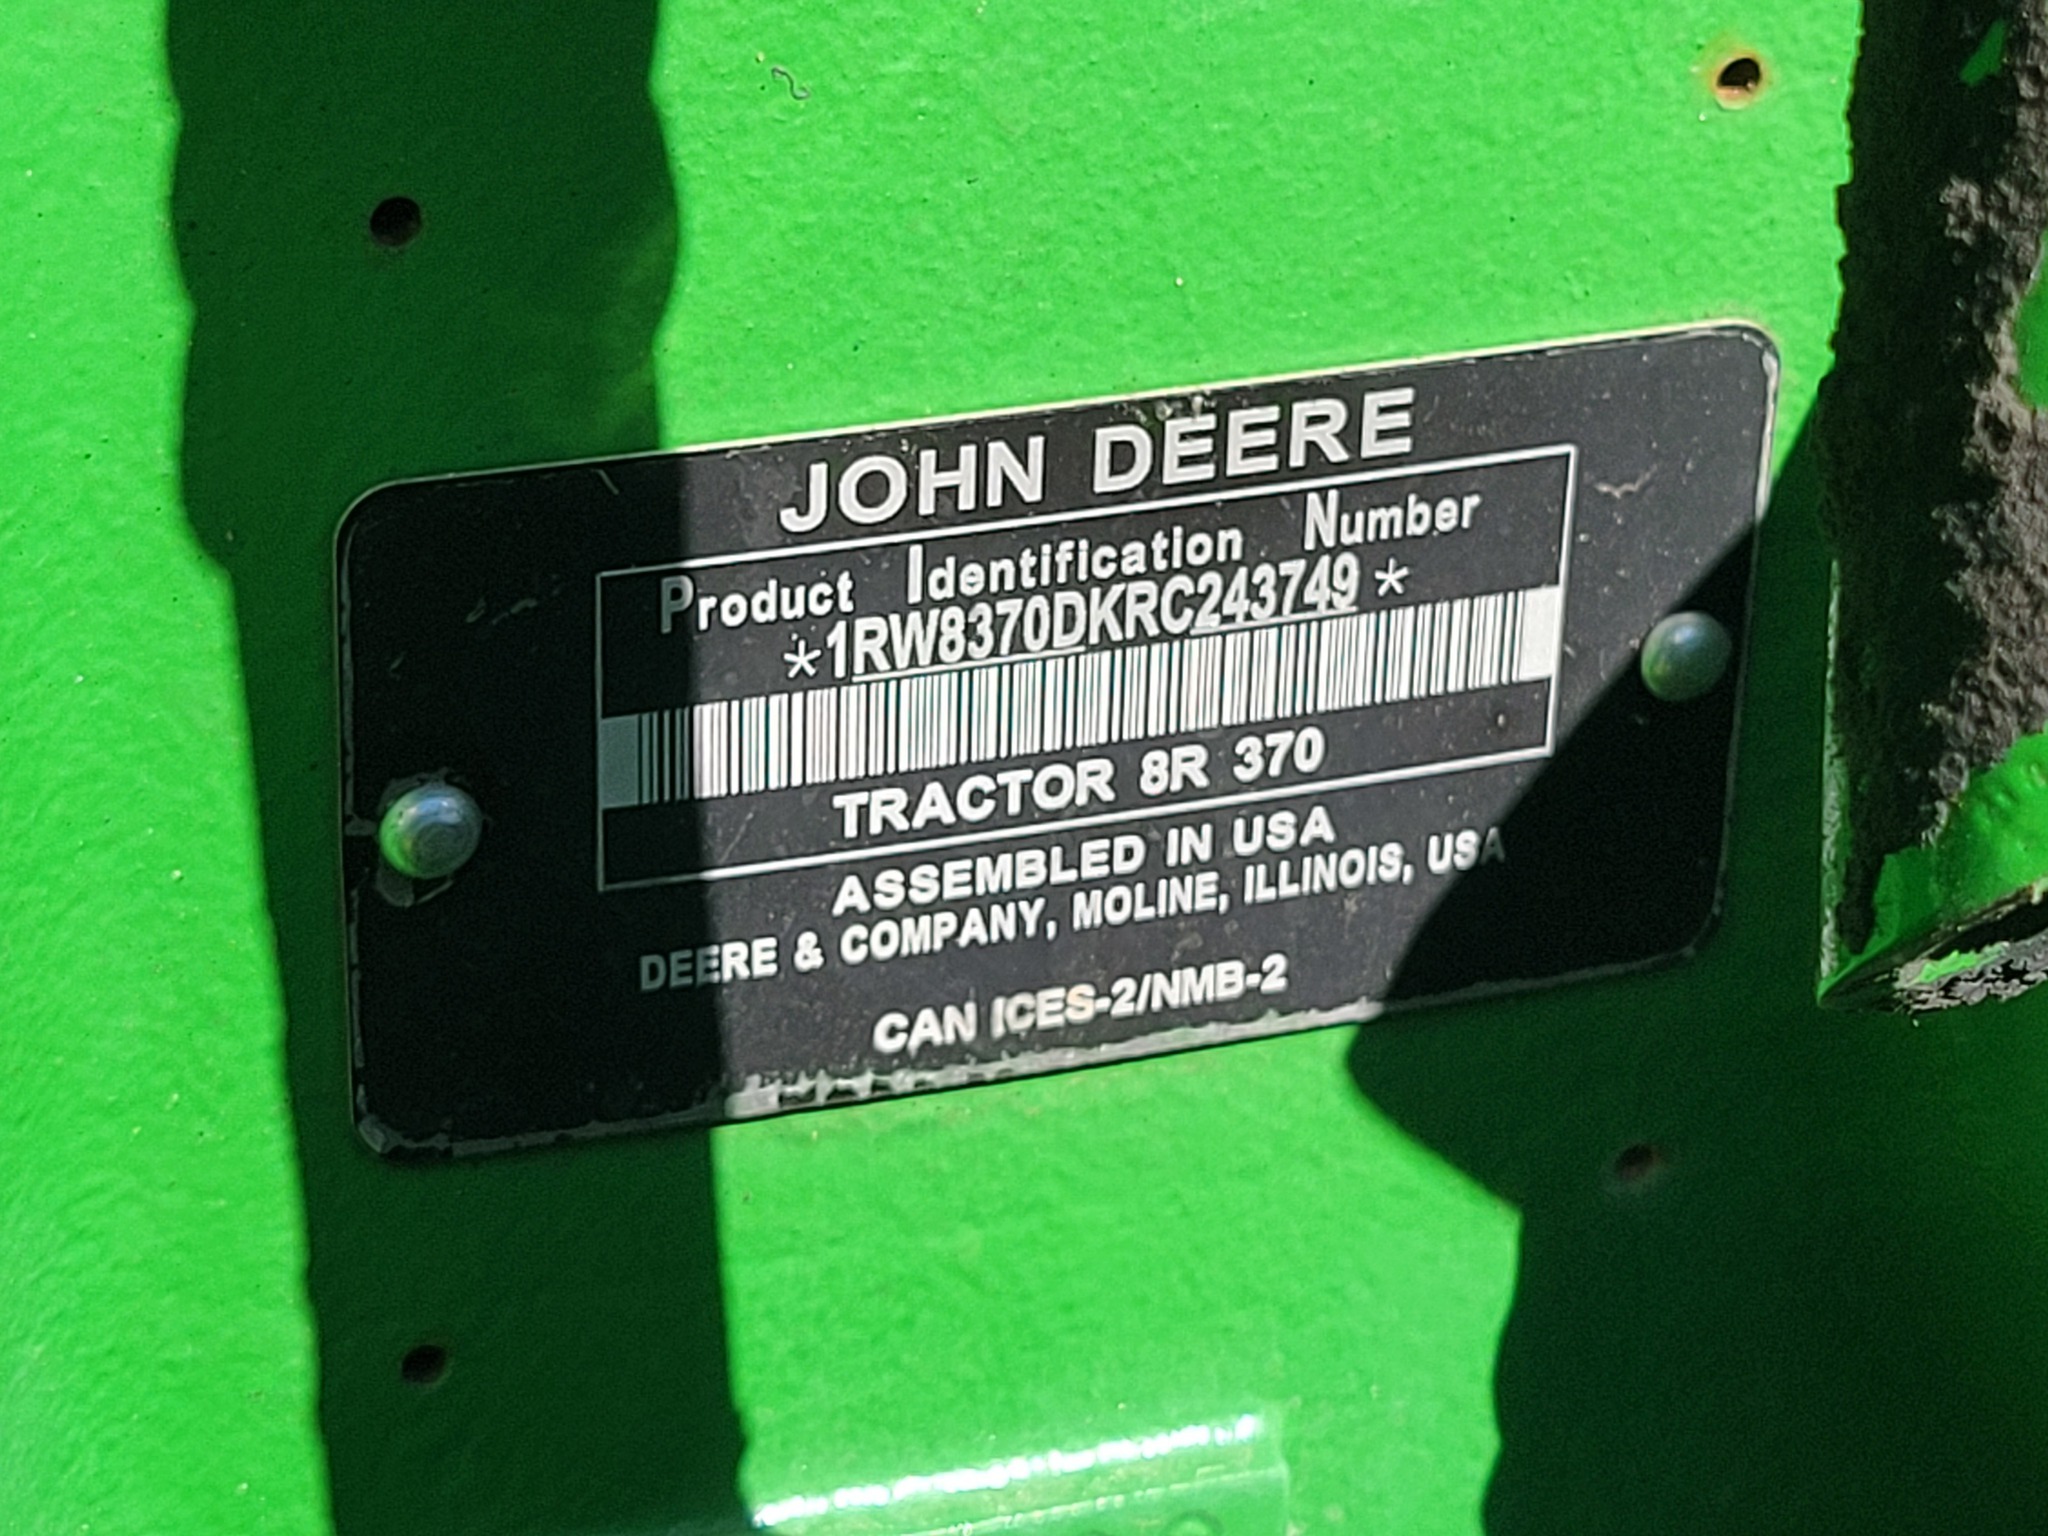 JOHN DEERE
Product Identification Number
*1RW8370DKRC243749*
TRACTOR 8R 370
ASSEMBLED IN USA
DEERE & COMPANY, MOLINE, ILLINOIS, USA
CAN ICES-2/NMB-2